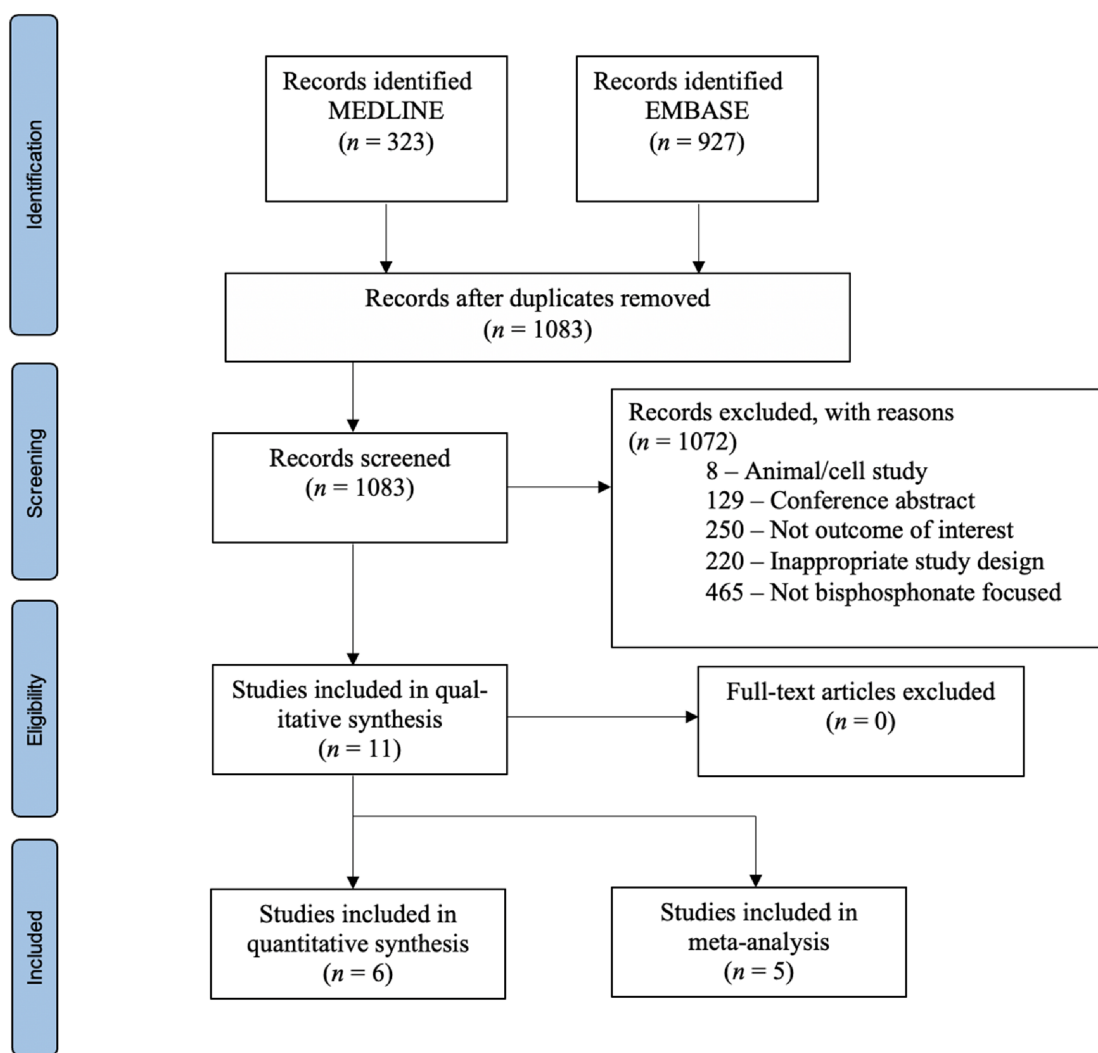 Identification
Records identified
MEDLINE
(n = 323)
Records identified
EMBASE
(n = 927)
Records after duplicates removed
(n = 1083)
Screening
Records screened
(n = 1083)
Records excluded, with reasons
(n = 1072)
8 – Animal/cell study
129 – Conference abstract
250 – Not outcome of interest
220 – Inappropriate study design
465 – Not bisphosphonate focused
Eligibility
Studies included in qual-
itative synthesis
(n = 11)
Full-text articles excluded
(n = 0)
Included
Studies included in
quantitative synthesis
(n = 6)
Studies included in
meta-analysis
(n = 5)